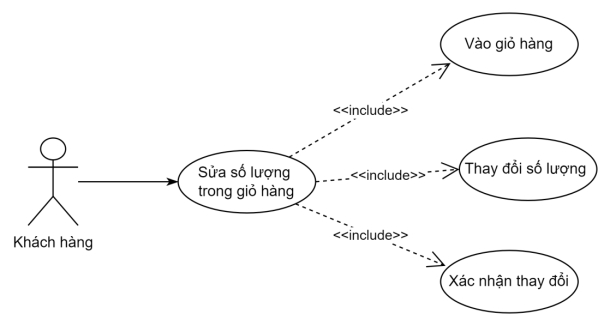 Vào giỏ hàng
<<include>>
Sửa số lượng
trong giỏ hàng
<<include>>
Thay đổi số lượng
Khách hàng
<<include>>
Xác nhận thay đổi